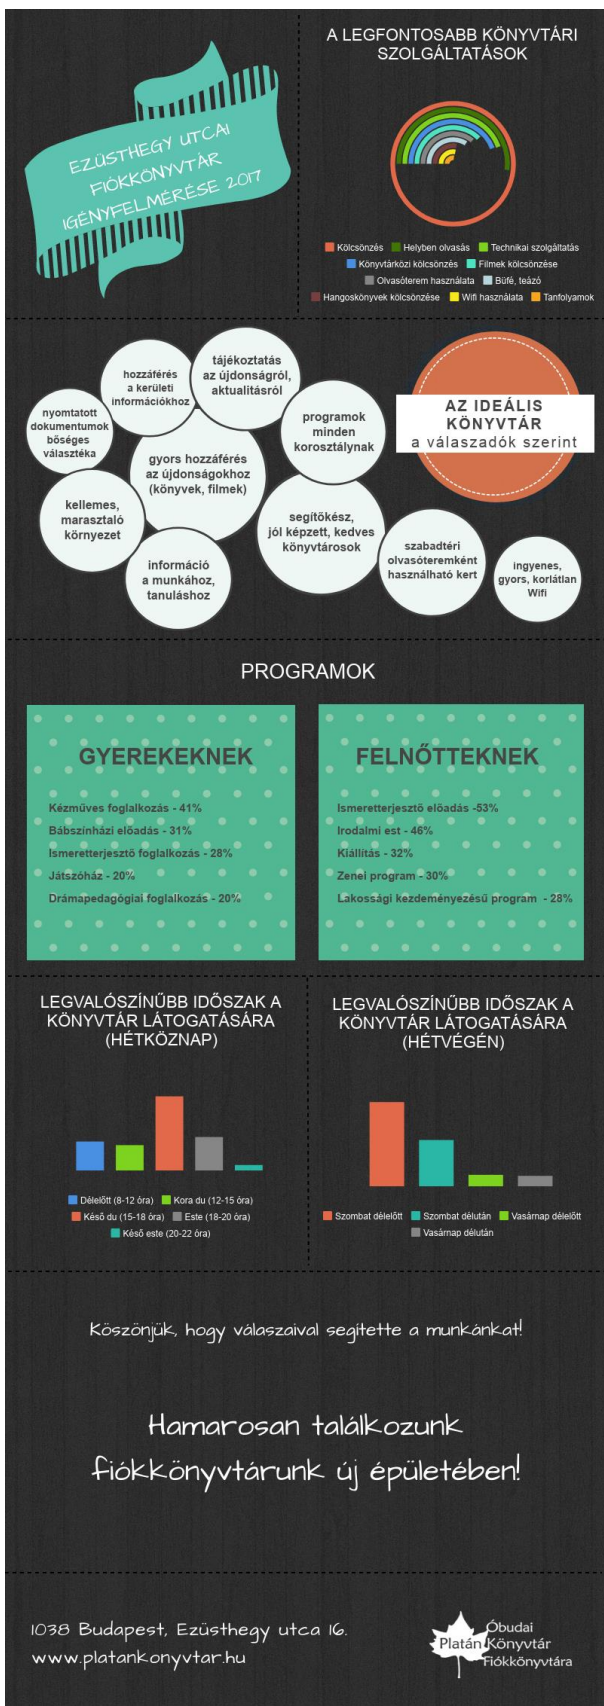 EZÜSTHEGY UTCAI
FIÓKKÖNYVTÁR
IGÉNYFELMÉRÉSE 2017
A LEGFONTOSABB KÖNYVTÁRI
SZOLGÁLTATÁSOK
Kölcsönzés Helyben olvasás Technikai szolgáltatás
Könyvtárközi kölcsönzés Filmek kölcsönzése
Olvasóterem használata Büfé, teázó
Hangoskönyvek kölcsönzése Wifi használata Tanfolyamok
AZ IDEÁLIS
KÖNYVTÁR
a válaszadók szerint
nyomtatott
dokumentumok
bőséges
választéka
hozzáférés
a kerületi
információkhoz
tájékoztatás
az újdonságról,
aktualitásról
programok
minden
korosztálynak
gyors hozzáférés
az újdonságokhoz
(könyvek, filmek)
kellemes,
marasztaló
környezet
információ
a munkához,
tanuláshoz
segítőkész,
jól képzett, kedves
könyvtárosok
szabadtéri
olvasóteremként
használható kert
ingyenes,
gyors, korlátlan
Wifi
PROGRAMOK
GYEREKEKNEK
Kézműves foglalkozás - 41%
Bábszínházi előadás - 31%
Ismeretterjesztő foglalkozás - 28%
Játszóház - 20%
Drámapedagógiai foglalkozás - 20%
FELNŐTTEKNEK
Ismeretterjesztő előadás -53%
Irodalmi est - 46%
Kiállítás - 32%
Zenei program - 30%
Lakossági kezdeményezésű program - 28%
LEGVALÓSZÍNŰBB IDŐSZAK A
KÖNYVTÁR LÁTOGATÁSÁRA
(HÉTKÖZNAP)
Délelőtt (8-12 óra) Kora du (12-15 óra)
Késő du (15-18 óra) Este (18-20 óra)
Késő este (20-22 óra)
LEGVALÓSZÍNŰBB IDŐSZAK A
KÖNYVTÁR LÁTOGATÁSÁRA
(HÉTVÉGÉN)
Szombat délelőtt Szombat délután Vasárnap délelőtt
Vasárnap délután
Köszönjük, hogy válaszaival segítette a munkánkat!
Hamarosan találkozunk
fiókkönyvtárunk új épületében!
1038 Budapest, Ezüsthegy utca 16.
www.platankonyvtar.hu
Óbudai
Platán Könyvtár
Fiókkönyvtára